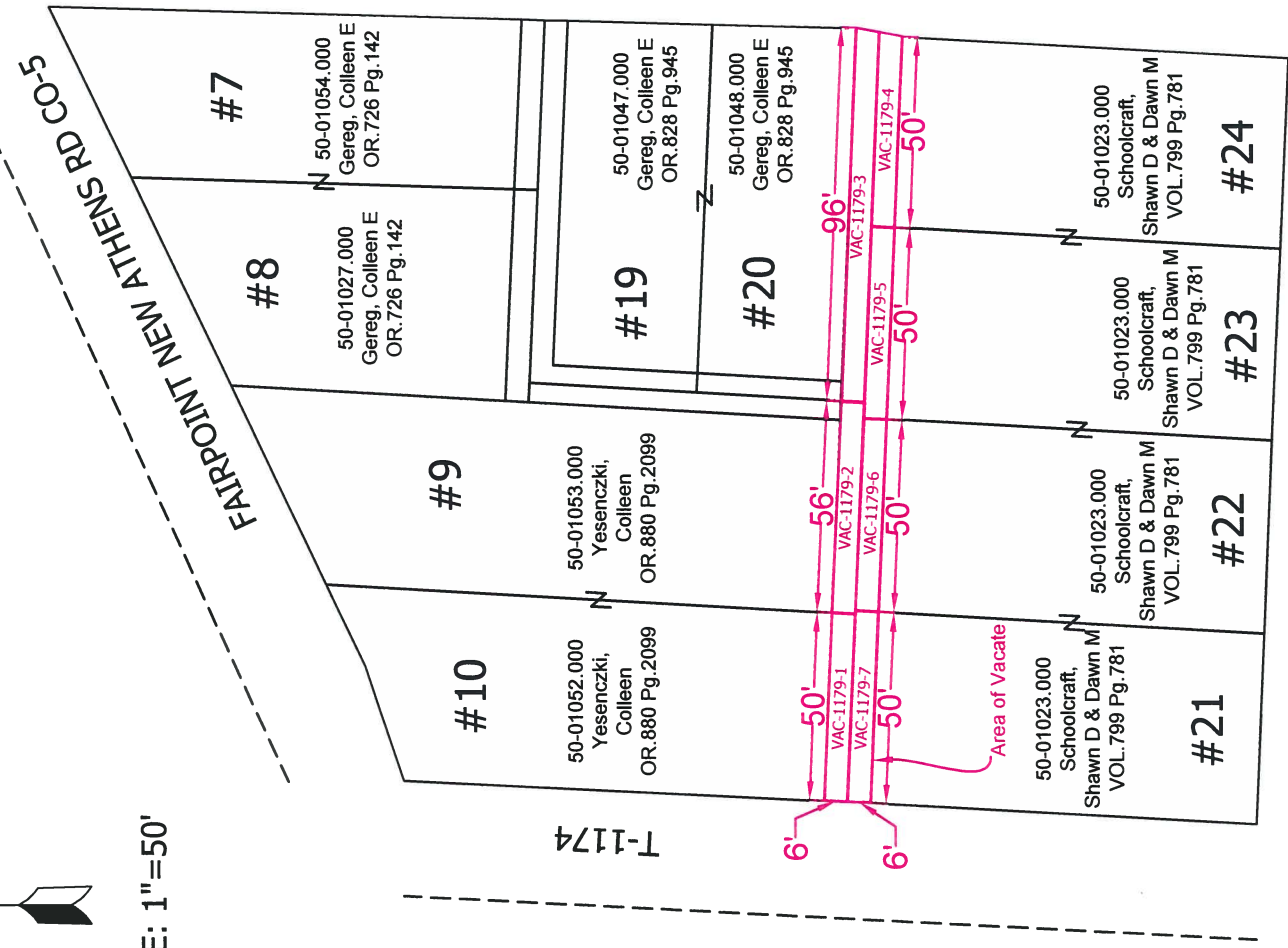 FAIRPOINT NEW ATHENS RD CO-5
#7
50-01054.000
Gereg, Colleen E
OR.726 Pg.142
#8
50-01027.000
Gereg, Colleen E
OR.726 Pg.142
#9
50-01053.000
Yesenczki,
Colleen
OR.880 Pg.2099
#10
50-01052.000
Yesenczki,
Colleen
OR.880 Pg.2099
#19
50-01047.000
Gereg, Colleen E
OR.828 Pg.945
#20
50-01048.000
Gereg, Colleen E
OR.828 Pg.945
E: 1"=50'
T-1174
50'
56'
96'
VAC-1179-1
VAC-1179-2
VAC-1179-3
VAC-1179-7
VAC-1179-6
VAC-1179-5
VAC-1179-4
50'
50'
50'
50'
6'
6'
Area of Vacate
50-01023.000
Schoolcraft,
Shawn D & Dawn M
VOL.799 Pg.781
#21
50-01023.000
Schoolcraft,
Shawn D & Dawn M
VOL.799 Pg.781
#22
50-01023.000
Schoolcraft,
Shawn D & Dawn M
VOL.799 Pg.781
#23
50-01023.000
Schoolcraft,
Shawn D & Dawn M
VOL.799 Pg.781
#24